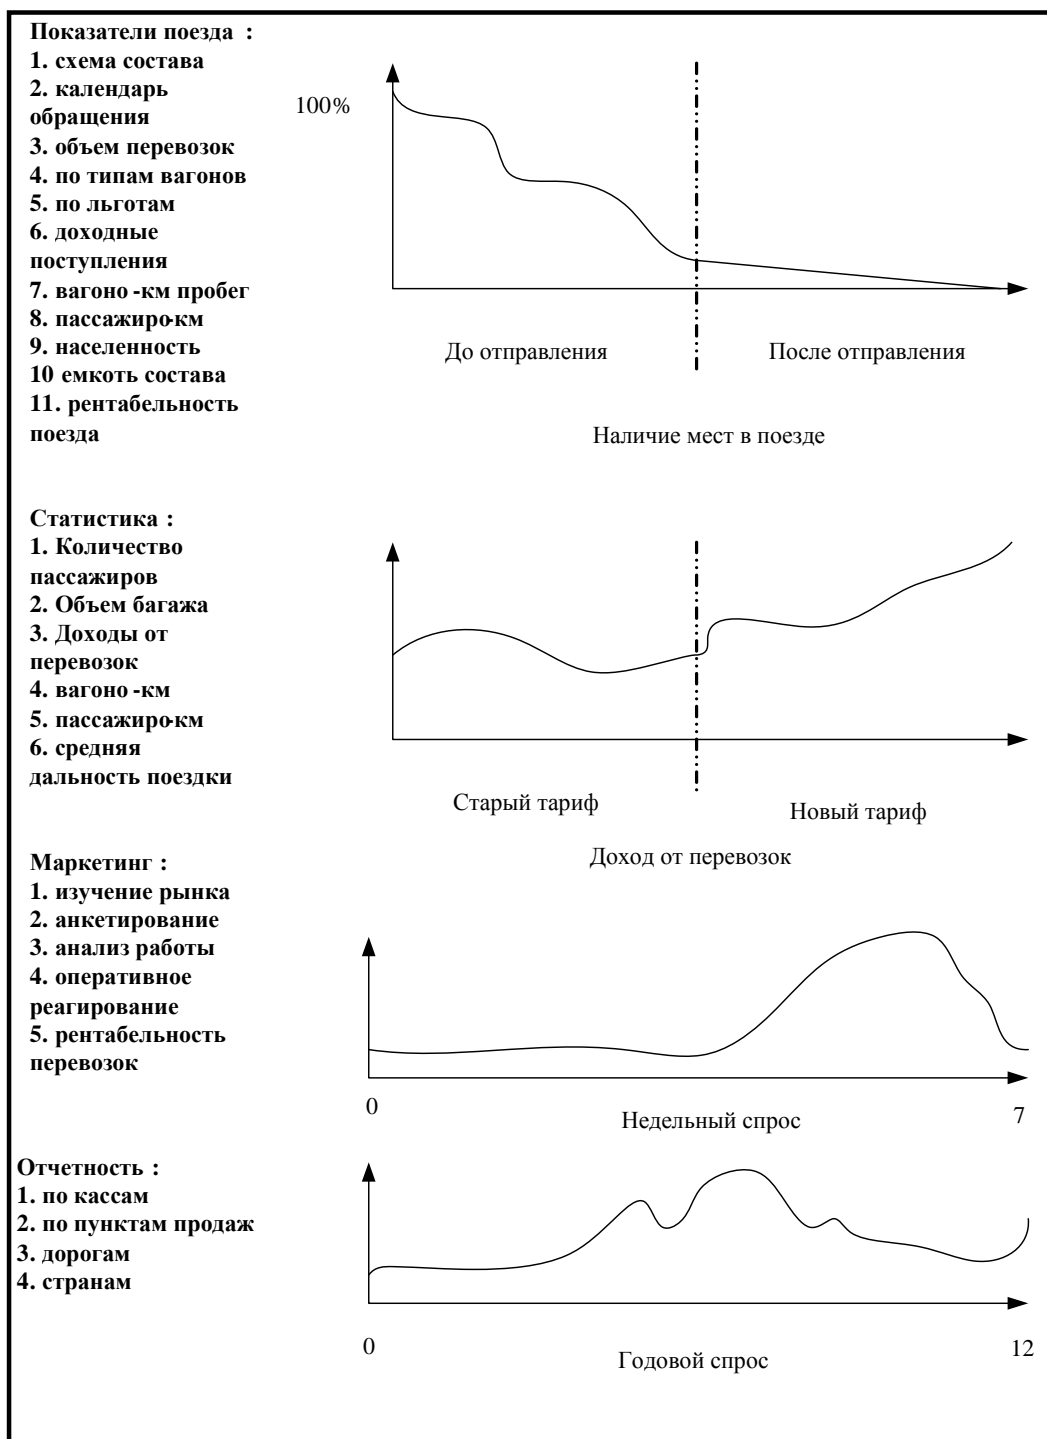 Показатели поезда :
1. схема состава
2. календарь
обращения
3. объем перевозок
4. по типам вагонов
5. по льготам
6. доходные
поступления
7. вагоно -км пробег
8. пассажиро-км
9. населенность
10 емкоть состава
11. рентабельность
поезда
100%
До отправления
После отправления
Наличие мест в поезде
Статистика :
1. Количество
пассажиров
2. Объем багажа
3. Доходы от
перевозок
4. вагоно -км
5. пассажиро-км
6. средняя
дальность поездки
Старый тариф
Новый тариф
Доход от перевозок
Маркетинг :
1. изучение рынка
2. анкетирование
3. анализ работы
4. оперативное
реагирование
5. рентабельность
перевозок
0
Недельный спрос
7
Отчетность :
1. по кассам
2. по пунктам продаж
3. дорогам
4. странам
0
Годовой спрос
12